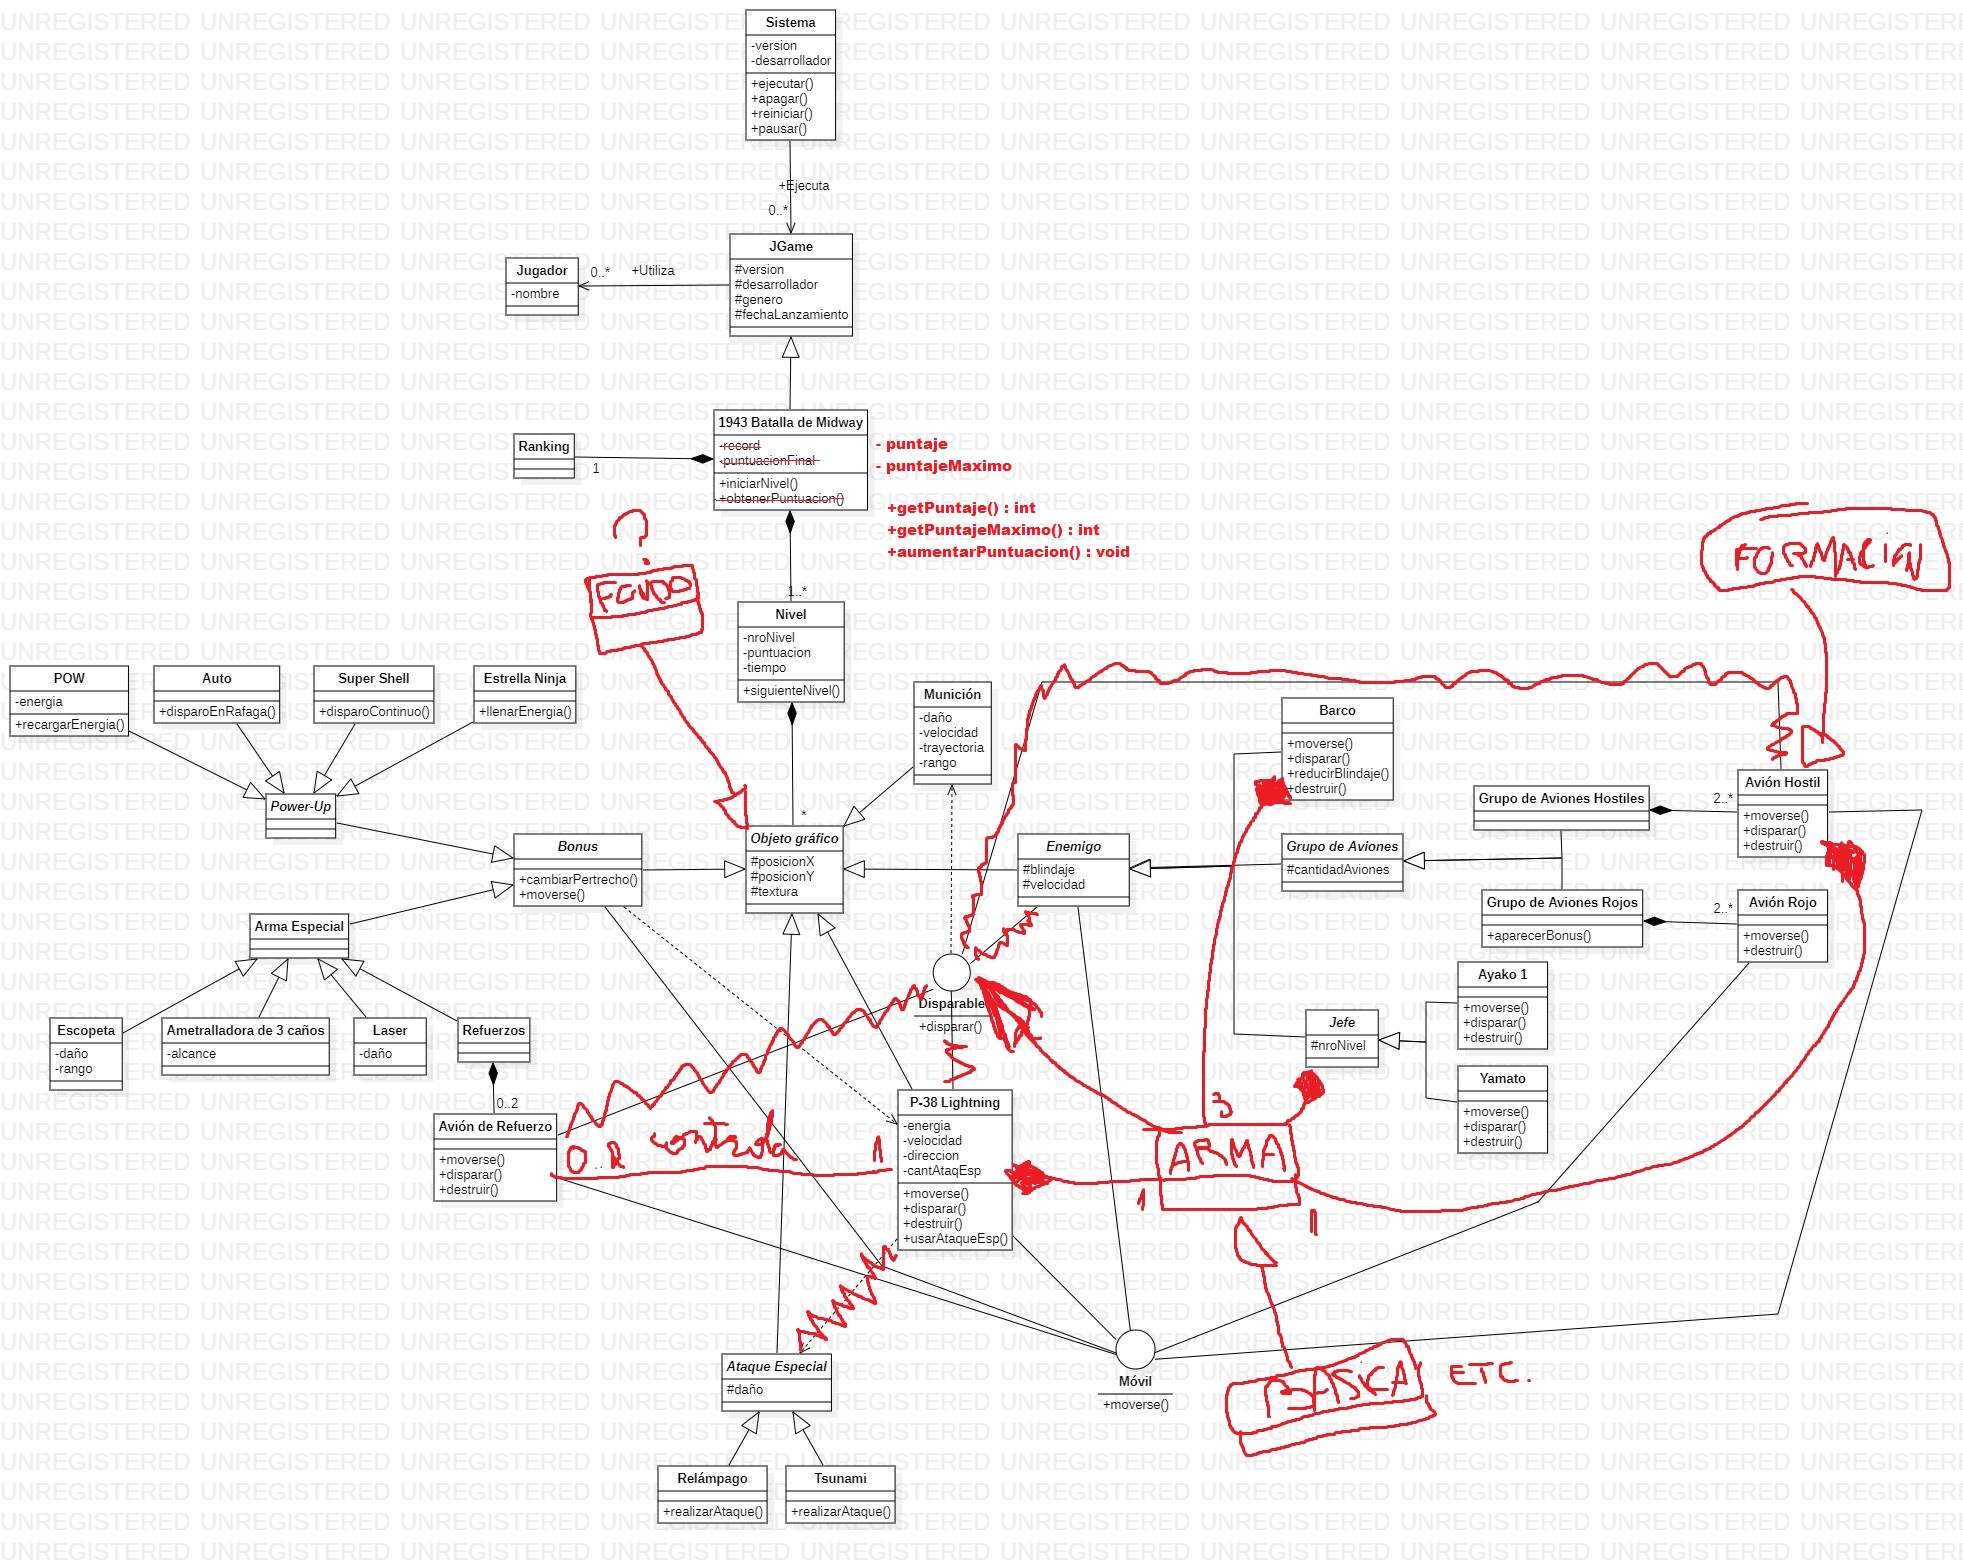 Sistema
-version
-desarrollador
+ejecutar()
+apagar()
+reiniciar()
+pausar()
+Ejecuta
0..*
JGame
#version
#desarrollador
#genero
#fechaLanzamiento
Jugador
-nombre
0..*
+Utiliza
1943 Batalla de Midway
-record
-puntuacionFinal
+iniciarNivel()
+obtenerPuntuacion()
- puntaje
- puntajeMaximo
+getPuntaje() : int
+getPuntajeMaximo() : int
+aumentarPuntuacion() : void
Ranking
1
?
FONDO
FORMACION
1..*
Nivel
-nroNivel
-puntuacion
-tiempo
+siguienteNivel()
*
POW
-energia
+recargarEnergia()
Auto
+disparoEnRafaga()
Super Shell
+disparoContinuo()
Estrella Ninja
+llenarEnergia()
Power-Up
Bonus
+cambiarPertrecho()
+moverse()
Objeto gráfico
#posicionX
#posicionY
#textura
Munición
-daño
-velocidad
-trayectoria
-rango
Enemigo
#blindaje
#velocidad
Barco
+moverse()
+disparar()
+reducirBlindaje()
+destruir()
Grupo de Aviones
#cantidadAviones
Grupo de Aviones Hostiles
2..*
Avión Hostil
+moverse()
+disparar()
+destruir()
Grupo de Aviones Rojos
+aparecerBonus()
2..*
Avión Rojo
+moverse()
+destruir()
Arma Especial
Escopeta
-daño
-rango
Ametralladora de 3 caños
-alcance
Laser
-daño
Refuerzos
0..2
Avión de Refuerzo
+moverse()
+disparar()
+destruir()
Disparable
+disparar()
Jefe
#nroNivel
Ayako 1
+moverse()
+disparar()
+destruir()
Yamato
+moverse()
+disparar()
+destruir()
P-38 Lightning
-energia
-velocidad
-direccion
-cantAtaqEsp
+moverse()
+disparar()
+destruir()
+usarAtaqueEsp()
1
3
ARMA
1
BASICA ETC.
Ataque Especial
#daño
Móvil
+moverse()
Relámpago
+realizarAtaque()
Tsunami
+realizarAtaque()